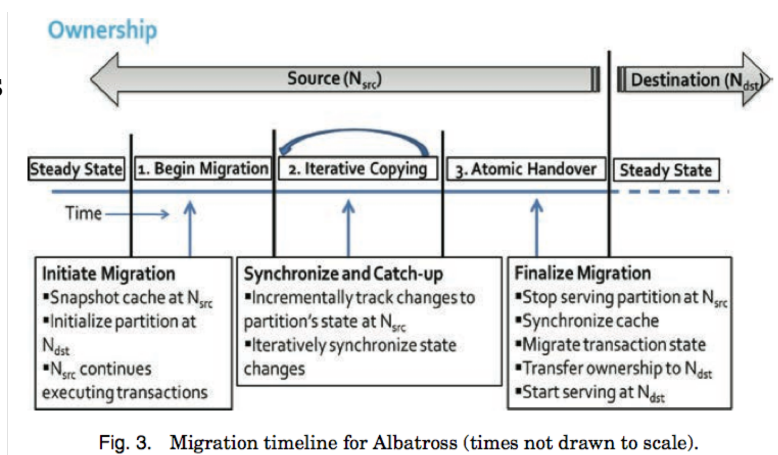 Ownership
Source (Nsrc)
Destination (Ndst)
Steady State
1. Begin Migration
2. Iterative Copying
3. Atomic Handover
Steady State
Time
Initiate Migration
▪Snapshot cache at Nsrc
▪Initialize partition at
Ndst
▪Nsrc continues
executing transactions
Synchronize and Catch-up
▪Incrementally track changes to
partition's state at Nsrc
▪Iteratively synchronize state
changes
Finalize Migration
▪Stop serving partition at Nsrc
▪Synchronize cache
▪Migrate transaction state
▪Transfer ownership to Ndst
▪Start serving at Ndst
Fig. 3. Migration timeline for Albatross (times not drawn to scale).